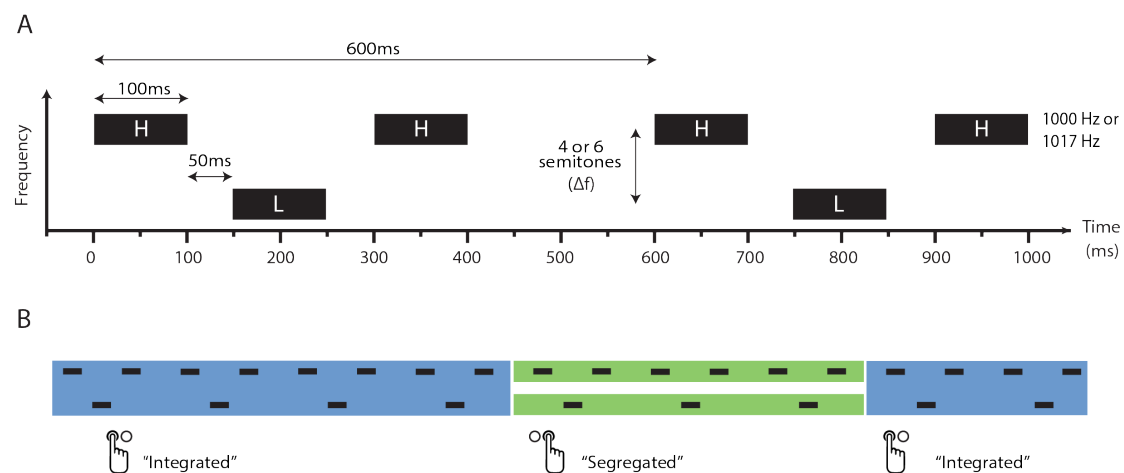 A
600ms
100ms
H
H
H
H
1000 Hz or
1017 Hz
50ms
4 or 6
semitones
(Δf)
L
L
Frequency
Time
(ms)
0
100
200
300
400
500
600
700
800
900
1000
B
"Integrated"
"Segregated"
"Integrated"